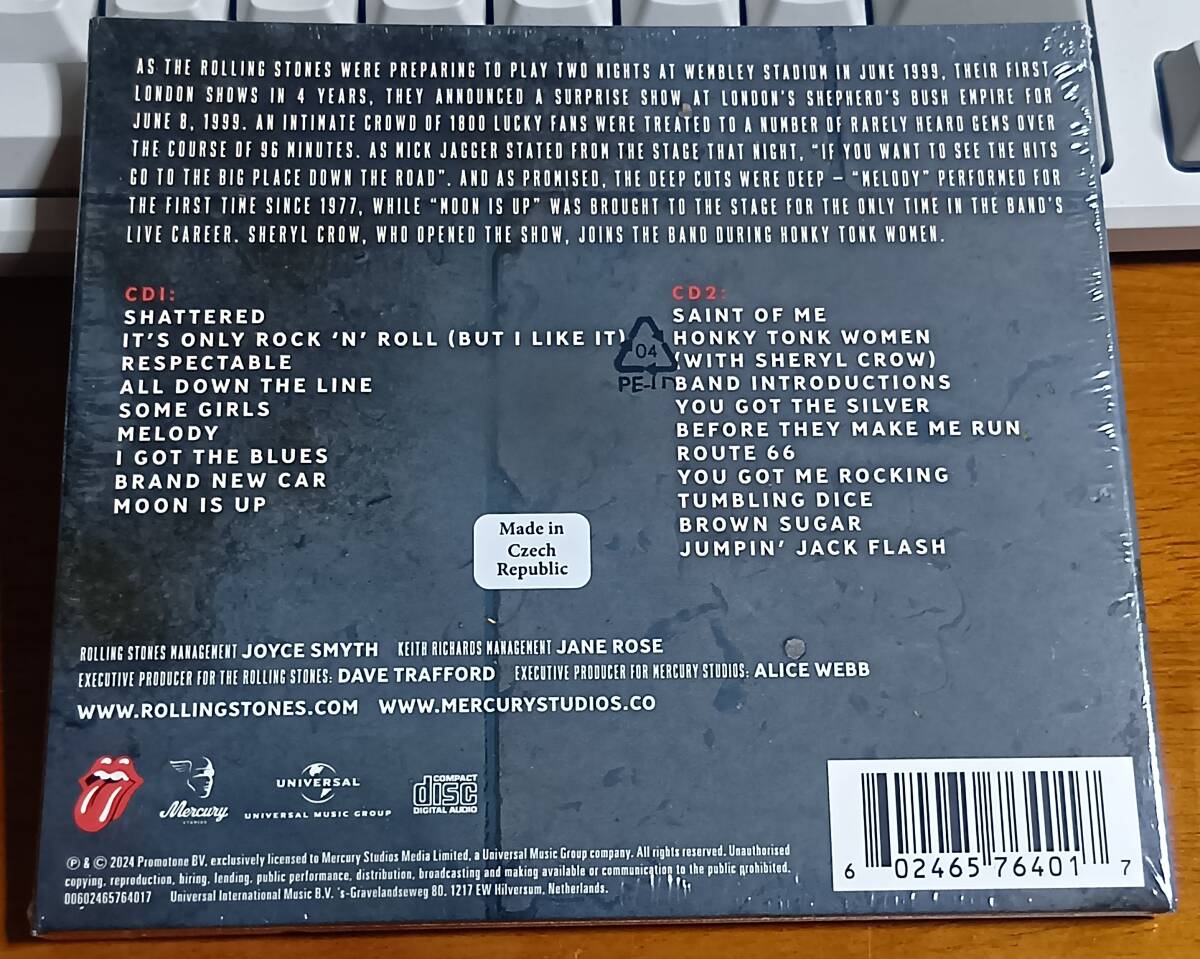 AS THE ROLLING STONES WERE PREPARING TO PLAY TWO NIGHTS AT WEMBLEY STADIUM IN JUNE 1999, THEIR FIRST
LONDON SHOWS IN 4 YEARS, THEY ANNOUNCED A SURPRISE SHOW AT LONDON'S SHEPHERD'S BUSH EMPIRE FOR
JUNE 8, 1999. AN INTIMATE CROWD OF 1800 LUCKY FANS WERE TREATED TO A NUMBER OF RARELY HEARD GEMS OVER
THE COURSE OF 96 MINUTES. AS MICK JAGGER STATED FROM THE STAGE THAT NIGHT, "IF YOU WANT TO SEE THE HITS
GO TO THE BIG PLACE DOWN THE ROAD". AND AS PROMISED, THE DEEP CUTS WERE DEEP – "MELODY" PERFORMED FOR
THE FIRST TIME SINCE 1977, WHILE "MOON IS UP" WAS BROUGHT TO THE STAGE FOR THE ONLY TIME IN THE BAND'S
LIVE CAREER. SHERYL CROW, WHO OPENED THE SHOW, JOINS THE BAND DURING HONKY TONK WOMEN.
CD1:
SHATTERED
IT'S ONLY ROCK 'N' ROLL (BUT I LIKE IT)
RESPECTABLE
ALL DOWN THE LINE
SOME GIRLS
MELODY
I GOT THE BLUES
BRAND NEW CAR
MOON IS UP
04
CD2:
SAINT OF ME
HONKY TONK WOMEN
(WITH SHERYL CROW)
BAND INTRODUCTIONS
YOU GOT THE SILVER
BEFORE THEY MAKE ME RUN
ROUTE 66
YOU GOT ME ROCKING
TUMBLING DICE
BROWN SUGAR
JUMPIN' JACK FLASH
Made in
Czech
Republic
ROLLING STONES MANAGEMENT JOYCE SMYTH KEITH RICHARDS MANAGEMENT JANE ROSE
EXECUTIVE PRODUCER FOR THE ROLLING STONES: DAVE TRAFFORD EXECUTIVE PRODUCER FOR MERCURY STUDIOS: ALICE WEBB
WWW.ROLLINGSTONES.COM WWW.MERCURYSTUDIOS.CO
Mercury
STUDIOS
UNIVERSAL
UNIVERSAL MUSIC GROUP
COMPACT
disc
DIGITAL AUDIO
℗ & © 2024 Promotone BV, exclusively licensed to Mercury Studios Media Limited, a Universal Music Group company. All rights reserved. Unauthorised
copying, reproduction, hiring, lending, public performance, distribution, broadcasting and making available or communication to the public prohibited.
00602465764017 Universal International Music B.V. 's-Gravelandseweg 80. 1217 EW Hilversum, Netherlands.
6 02465 76401 7